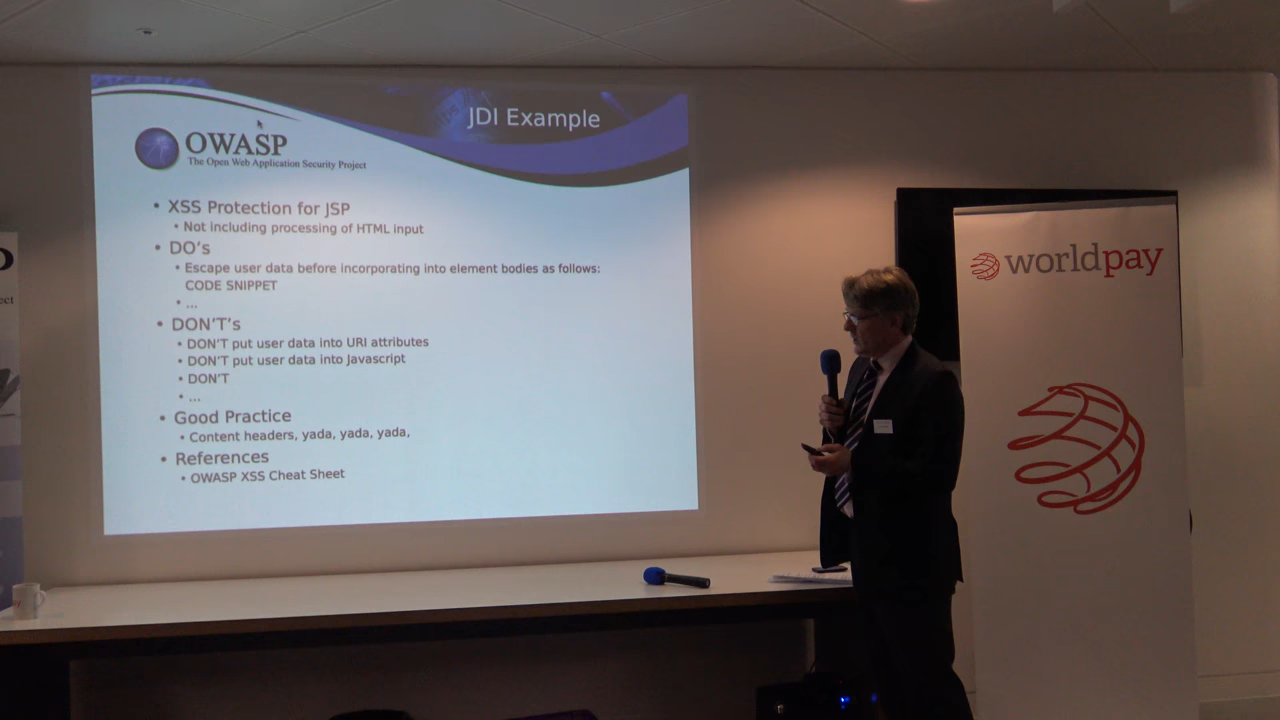 JDI Example
OWASP
The Open Web Application Security Project
• XSS Protection for JSP
• Not including processing of HTML input
• DO's
• Escape user data before incorporating into element bodies as follows:
CODE SNIPPET
• ...
• DON'T's
• DON'T put user data into URI attributes
• DON'T put user data into Javascript
• DON'T
• ...
• Good Practice
• Content headers, yada, yada, yada,
• References
• OWASP XSS Cheat Sheet
worldpay